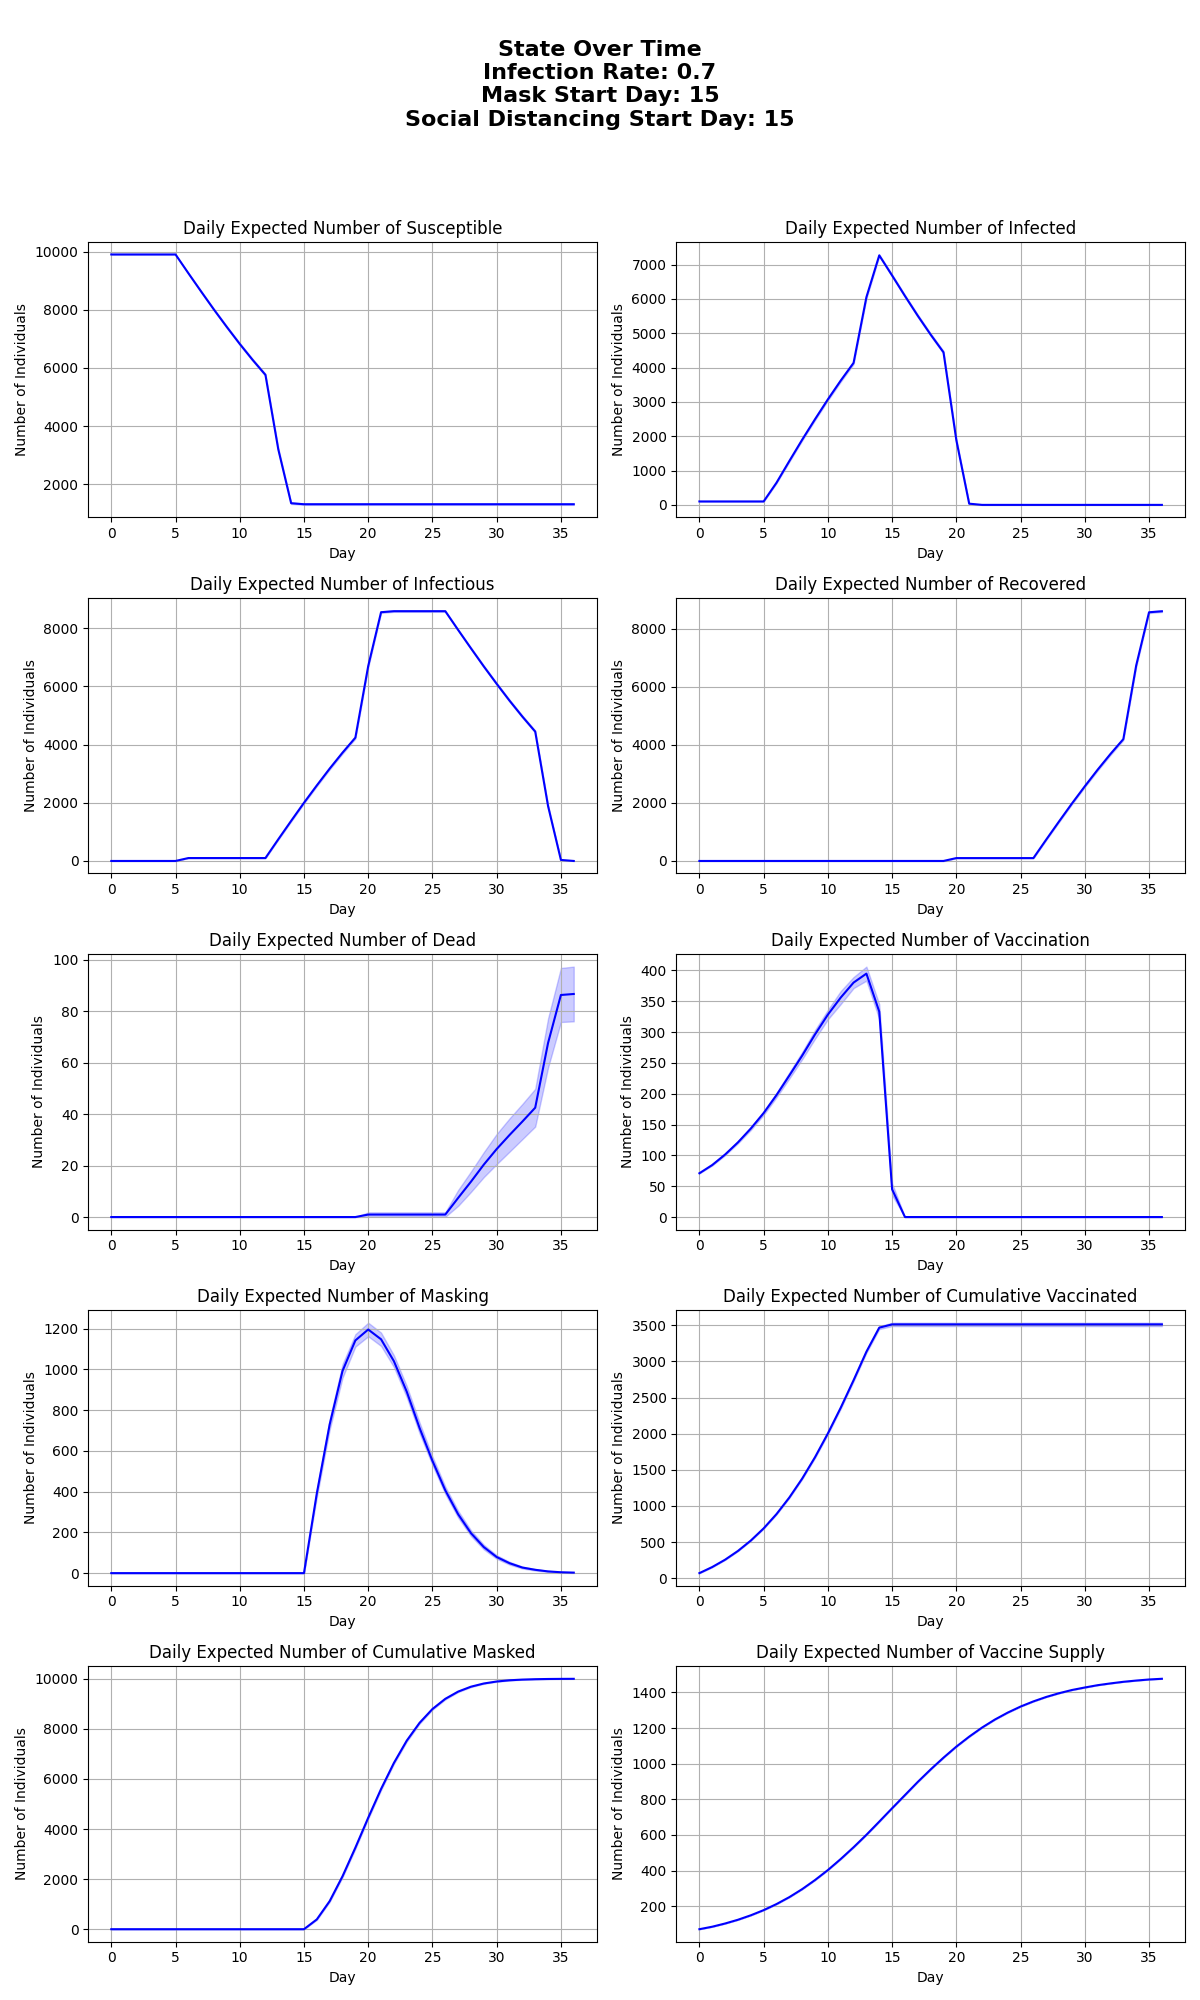 State Over Time
Infection Rate: 0.7
Mask Start Day: 15
Social Distancing Start Day: 15
Daily Expected Number of Susceptible
Number of Individuals
10000
8000
6000
4000
2000
0 5 10 15 20 25 30 35
Day
Daily Expected Number of Infected
Number of Individuals
7000
6000
5000
4000
3000
2000
1000
0
0 5 10 15 20 25 30 35
Day
Daily Expected Number of Infectious
Number of Individuals
8000
6000
4000
2000
0
0 5 10 15 20 25 30 35
Day
Daily Expected Number of Recovered
Number of Individuals
8000
6000
4000
2000
0
0 5 10 15 20 25 30 35
Day
Daily Expected Number of Dead
Number of Individuals
100
80
60
40
20
0
0 5 10 15 20 25 30 35
Day
Daily Expected Number of Vaccination
Number of Individuals
400
350
300
250
200
150
100
50
0
0 5 10 15 20 25 30 35
Day
Daily Expected Number of Masking
Number of Individuals
1200
1000
800
600
400
200
0
0 5 10 15 20 25 30 35
Day
Daily Expected Number of Cumulative Vaccinated
Number of Individuals
3500
3000
2500
2000
1500
1000
500
0
0 5 10 15 20 25 30 35
Day
Daily Expected Number of Cumulative Masked
Number of Individuals
10000
8000
6000
4000
2000
0
0 5 10 15 20 25 30 35
Day
Daily Expected Number of Vaccine Supply
Number of Individuals
1400
1200
1000
800
600
400
200
0 5 10 15 20 25 30 35
Day